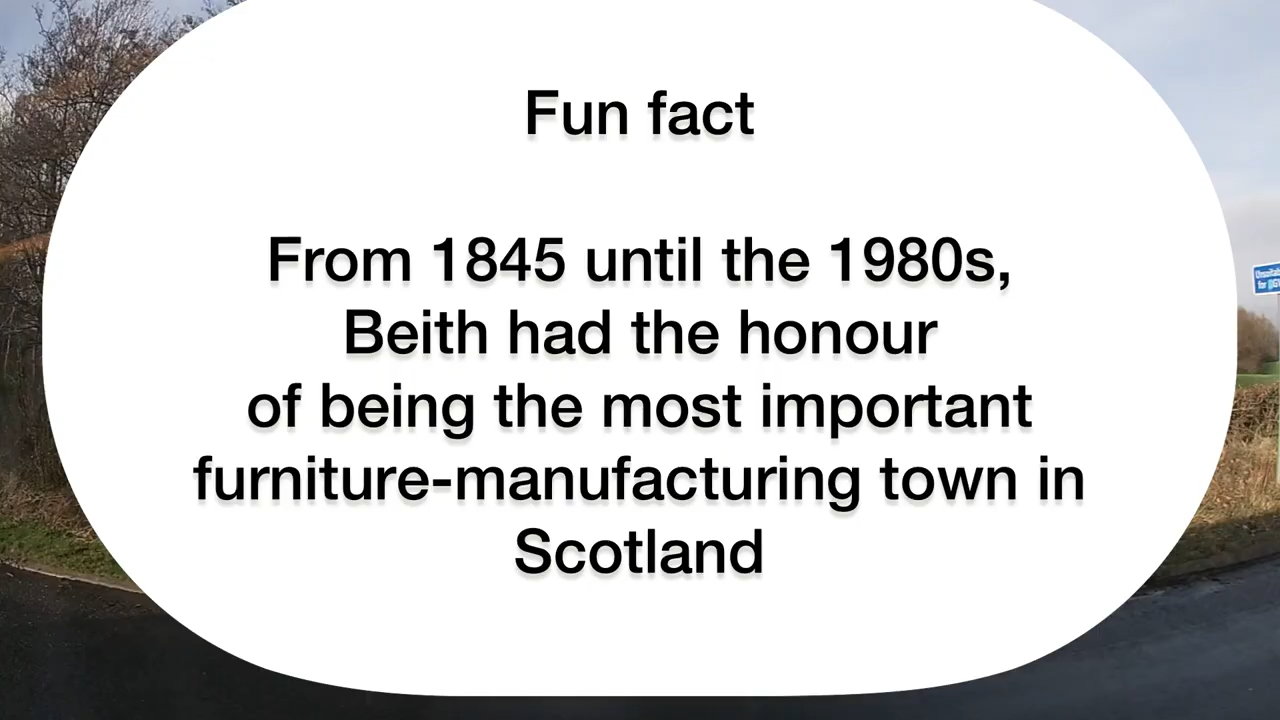 Fun fact
From 1845 until the 1980s,
Beith had the honour
of being the most important
furniture-manufacturing town in
Scotland
for